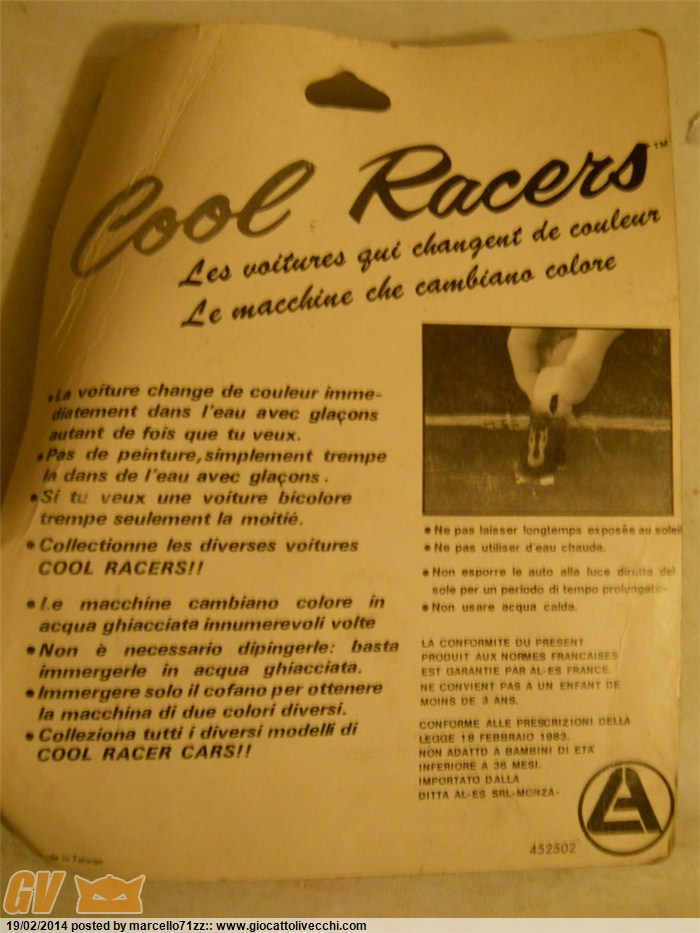 Cool Racers™
Les voitures qui changent de couleur
Le macchine che cambiano colore
•La voiture change de couleur imme-
diatement dans l'eau avec glaçons
autant de fois que tu veux.
•Pas de peinture, simplement trempe
la dans de l'eau avec glaçons.
•Si tu veux une voiture bicolore
trempe seulement la moitiè.
•Collectionne les diverses voitures
COOL RACERS!!
•Le macchine cambiano colore in
acqua ghiacciata innumerevoli volte
•Non è necessario dipingerle: basta
immergerle in acqua ghiacciata.
•Immergere solo il cofano per ottenere
la macchina di due colori diversi.
•Colleziona tutti i diversi modelli di
COOL RACER CARS!!
•Ne pas laisser longtemps exposée au soleil
•Ne pas utiliser d'eau chaude.
•Non esporre le auto alla luce diretta del
sole per un periodo di tempo prolungato-
•Non usare acqua calda.
LA CONFORMITE DU PRESENT
PRODUIT AUX NORMES FRANCAISES
EST GARANTIE PAR AL-ES FRANCE.
NE CONVIENT PAS A UN ENFANT DE
MOINS DE 3 ANS.
CONFORME ALLE PRESCRIZIONI DELLA
LEGGE 18 FEBBRAIO 1983.
NON ADATTO A BAMBINI DI ETA'
INFERIORE A 36 MESI.
IMPORTATO DALLA
DITTA AL-ES SRL-MONZA-
452502
de in Taiwan
GV
19/02/2014 posted by marcello71zz:: www.giocattolivecchi.com